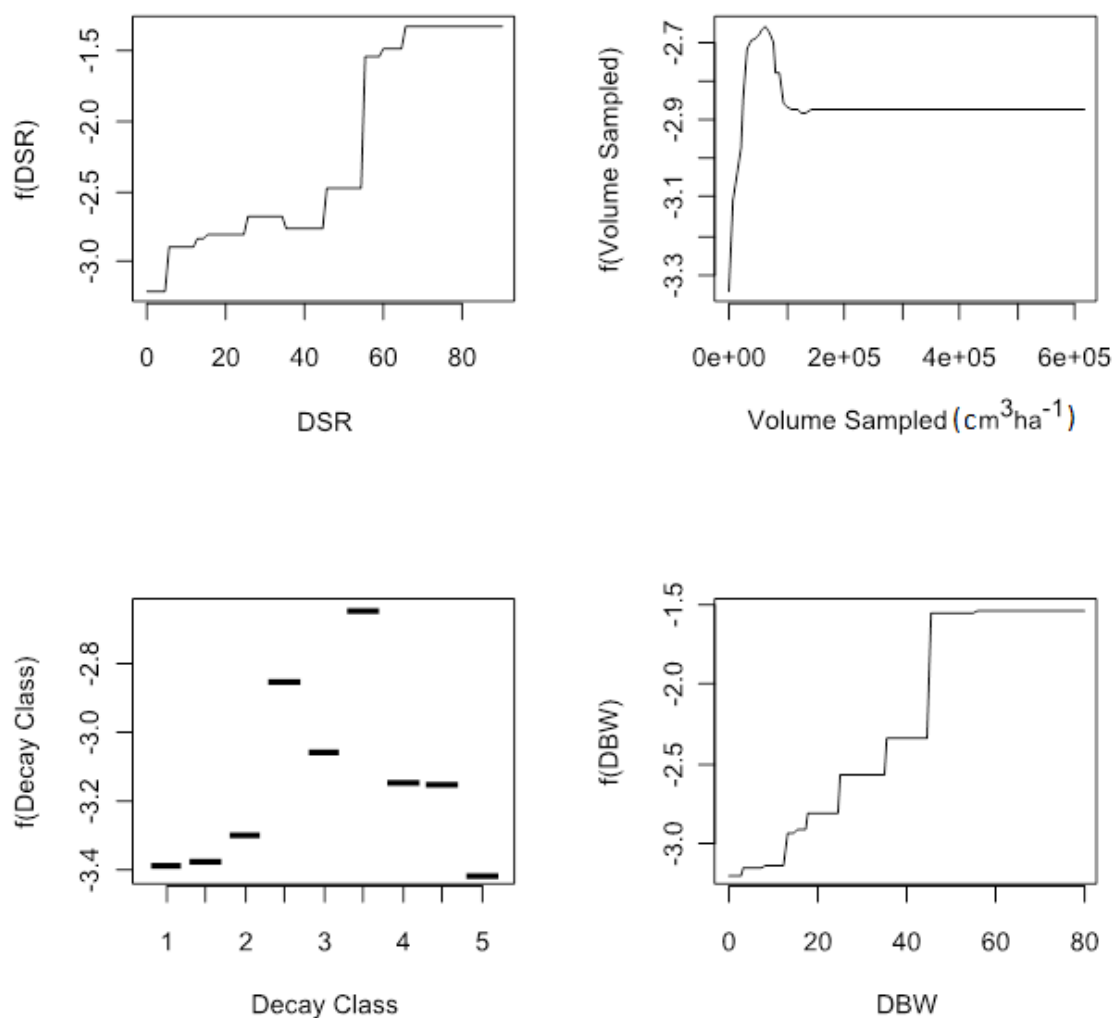 f(DSR)
-1.5
-2.0
-2.5
-3.0
0 20 40 60 80
DSR
f(Volume Sampled)
-2.7
-2.9
-3.1
-3.3
0e+00 2e+05 4e+05 6e+05
Volume Sampled (cm³ha⁻¹)
f(Decay Class)
-2.8
-3.0
-3.2
-3.4
1 2 3 4 5
Decay Class
f(DBW)
-1.5
-2.0
-2.5
-3.0
0 20 40 60 80
DBW